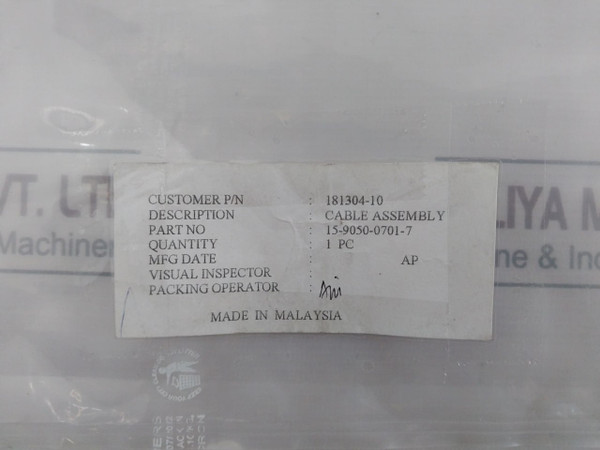 VT. LT
Machiner
LIYA M
ne & Ind
CUSTOMER P/N : 181304-10
DESCRIPTION : CABLE ASSEMBLY
PART NO : 15-9050-0701-7
QUANTITY : 1 PC
MFG DATE : AP
VISUAL INSPECTOR :
PACKING OPERATOR :
MADE IN MALAYSIA